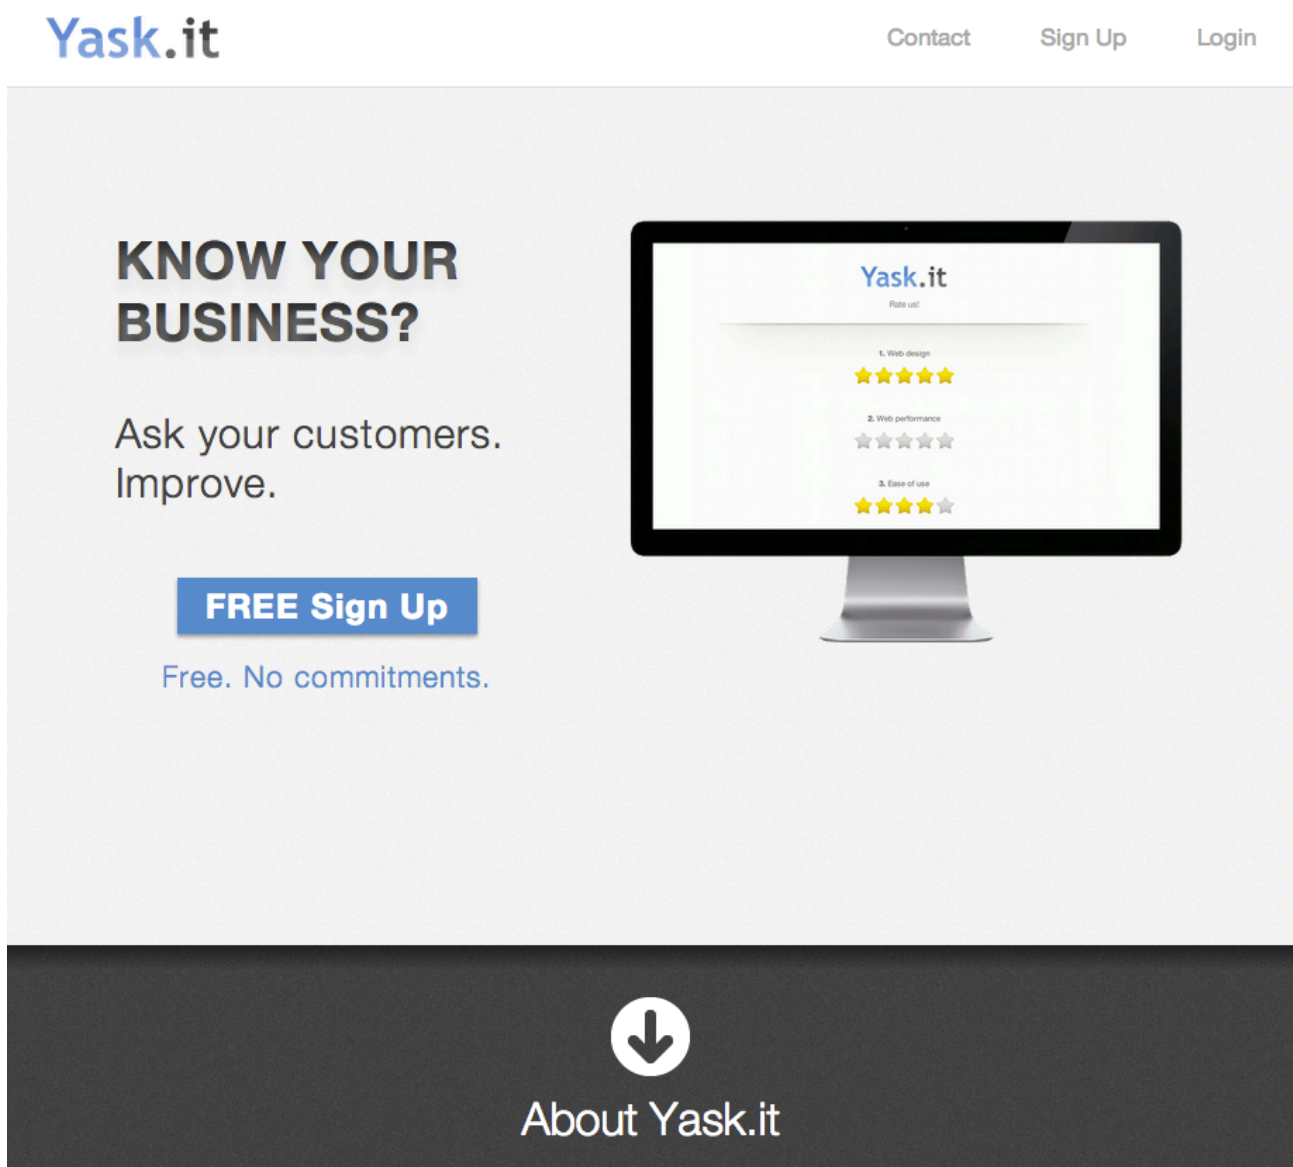 Yask.it
Contact Sign Up Login
KNOW YOUR
BUSINESS?
Ask your customers.
Improve.
FREE Sign Up
Free. No commitments.
Yask.it
Rate us!
1. Web design
2. Web performance
3. Ease of use
About Yask.it